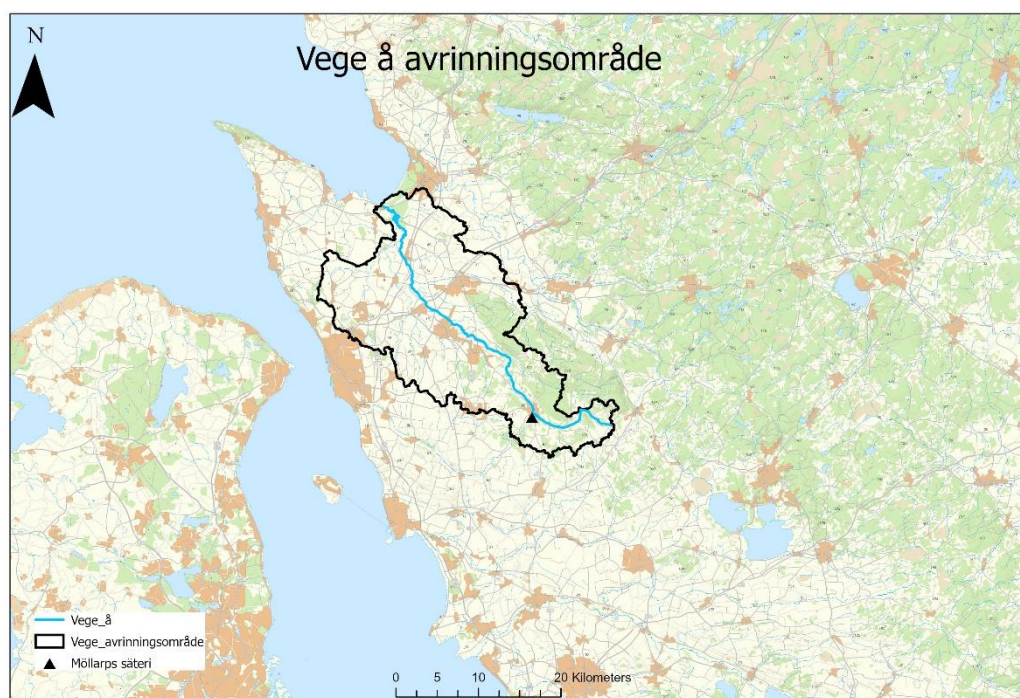 N
Vege å avrinningsområde
Vege_å
Vege_avrinningsområde
Möllarps säteri
0 5 10 20 Kilometers